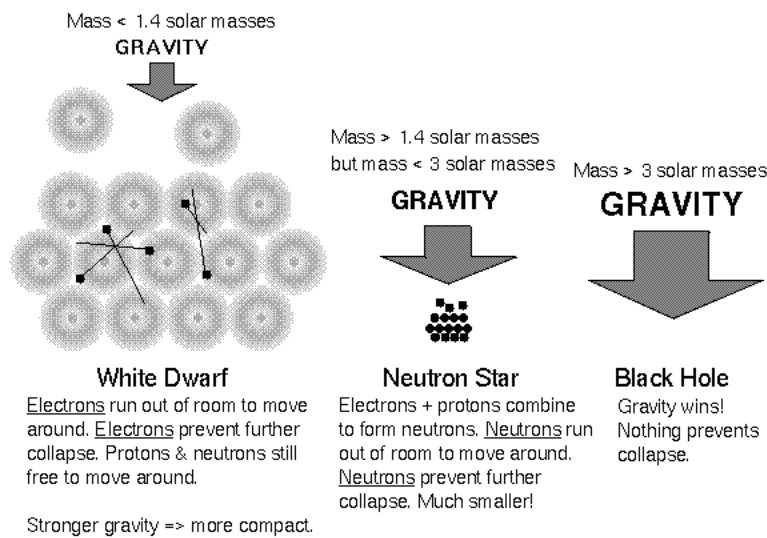 Mass < 1.4 solar masses
GRAVITY
Mass > 1.4 solar masses
but mass < 3 solar masses
GRAVITY
Mass > 3 solar masses
GRAVITY
White Dwarf
Electrons run out of room to move
around. Electrons prevent further
collapse. Protons & neutrons still
free to move around.
Stronger gravity => more compact.
Neutron Star
Electrons + protons combine
to form neutrons. Neutrons run
out of room to move around.
Neutrons prevent further
collapse. Much smaller!
Black Hole
Gravity wins!
Nothing prevents
collapse.